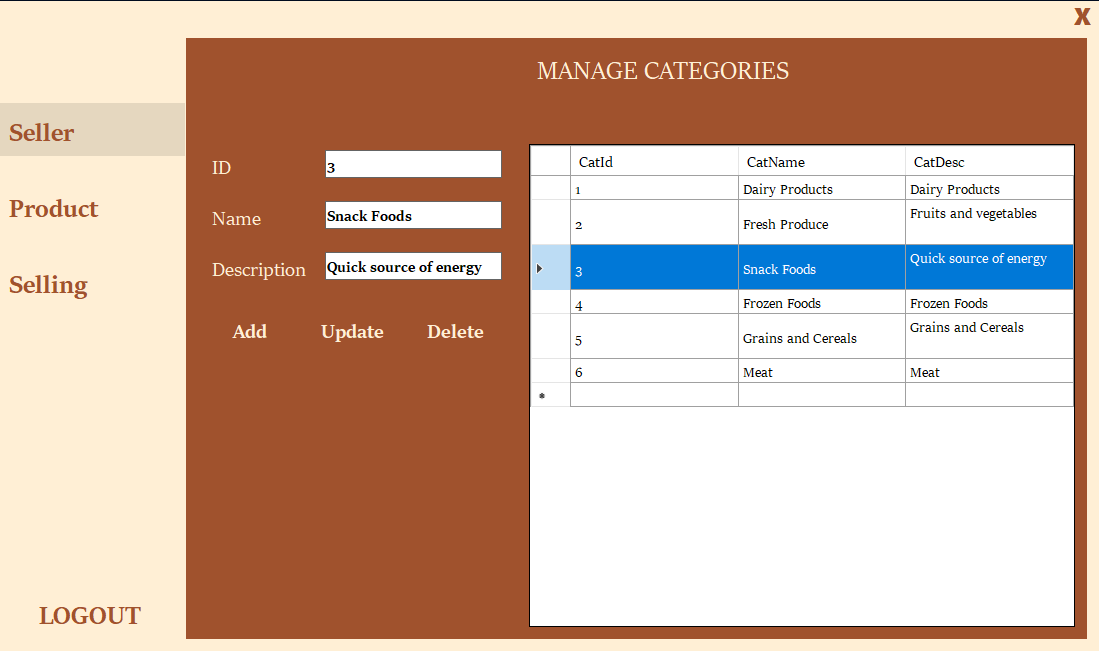 X
MANAGE CATEGORIES
Seller
Product
Selling
LOGOUT
ID 3
Name Snack Foods
Description Quick source of energy
Add Update Delete
CatId CatName CatDesc
1 Dairy Products Dairy Products
2 Fresh Produce Fruits and vegetables
3 Snack Foods Quick source of energy
4 Frozen Foods Frozen Foods
5 Grains and Cereals Grains and Cereals
6 Meat Meat
*